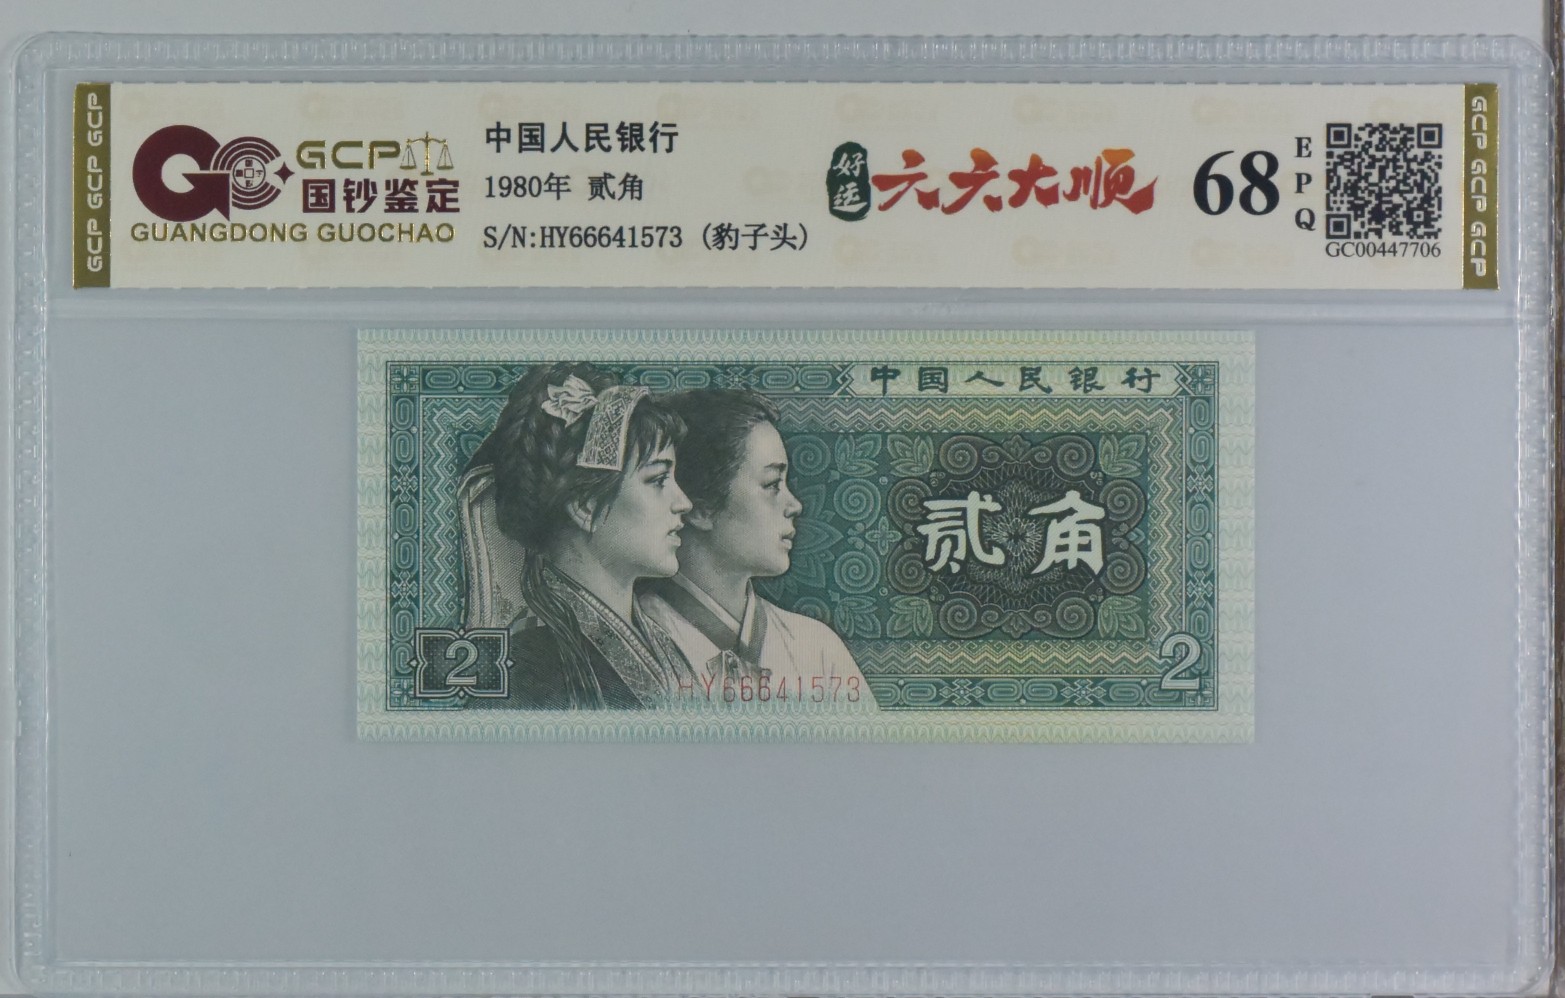 GCP GCP GCP
GCP
国钞鉴定
GUANGDONG GUOCHAO
中国人民银行
1980年 贰角
S/N:HY66641573 (豹子头)
好运
六六大顺
68
EPQ
GC00447706
GCP GCP GCP
中国人民银行
贰角
2
2
HY66641573